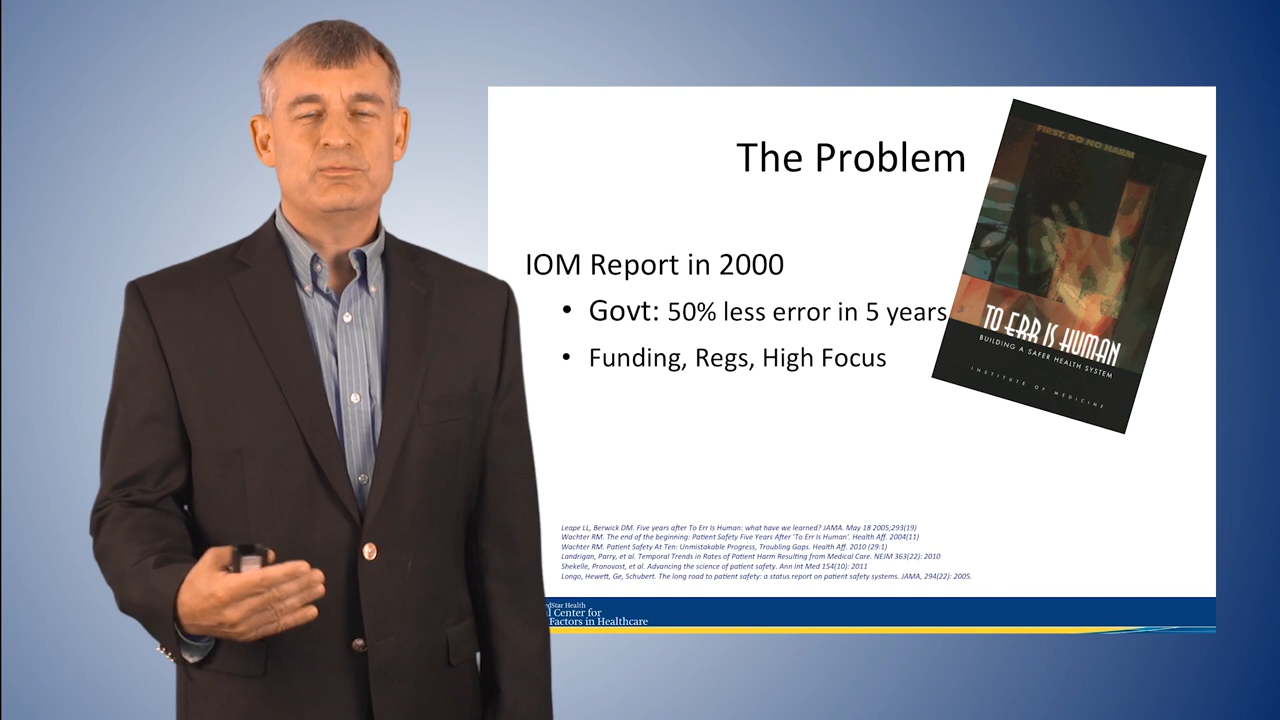 The Problem
FIRST, DO NO HARM
IOM Report in 2000
• Govt: 50% less error in 5 years
• Funding, Regs, High Focus
TO ERR IS HUMAN
BUILDING A SAFER HEALTH SYSTEM
INSTITUTE OF MEDICINE
Leape LL, Berwick DM. Five years after To Err Is Human: what have we learned? JAMA. May 18 2005;293(19)
Wachter RM. The end of the beginning: Patient Safety Five Years After 'To Err Is Human'. Health Aff. 2004(11)
Wachter RM. Patient Safety At Ten: Unmistakable Progress, Troubling Gaps. Health Aff. 2010 (29:1)
Landrigan, Parry, et al. Temporal Trends in Rates of Patient Harm Resulting from Medical Care. NEJM 363(22): 2010
Shekelle, Pronovost, et al. Advancing the science of patient safety. Ann Int Med 154(10): 2011
Longo, Hewett, Ge, Schubert. The long road to patient safety: a status report on patient safety systems. JAMA, 294(22): 2005.
dStar Health
l Center for
Factors in Healthcare